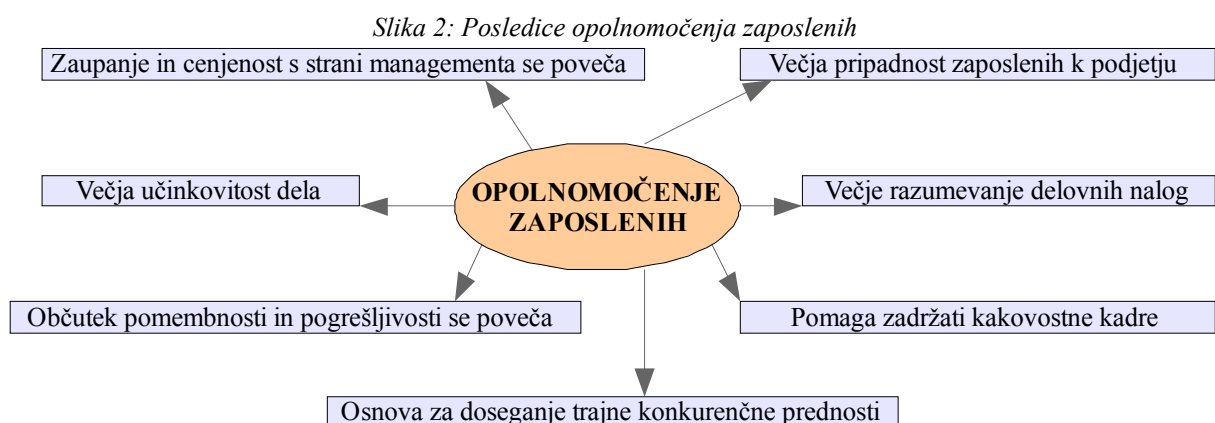 Slika 2: Posledice opolnomočenja zaposlenih
Zaupanje in cenjenost s strani managementa se poveča
Večja pripadnost zaposlenih k podjetju
Večja učinkovitost dela
OPOLNOMOČENJE
ZAPOSLENIH
Večje razumevanje delovnih nalog
Občutek pomembnosti in pogrešljivosti se poveča
Pomaga zadržati kakovostne kadre
Osnova za doseganje trajne konkurenčne prednosti